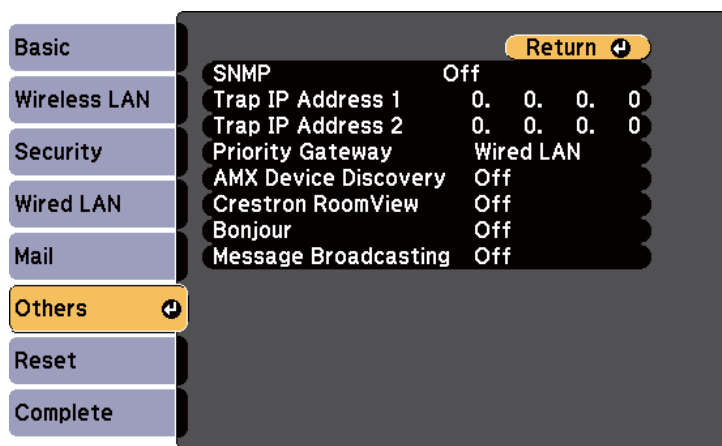 Basic
Wireless LAN
Security
Wired LAN
Mail
Others
Reset
Complete
Return
SNMP Off
Trap IP Address 1 0. 0. 0. 0
Trap IP Address 2 0. 0. 0. 0
Priority Gateway Wired LAN
AMX Device Discovery Off
Crestron RoomView Off
Bonjour Off
Message Broadcasting Off